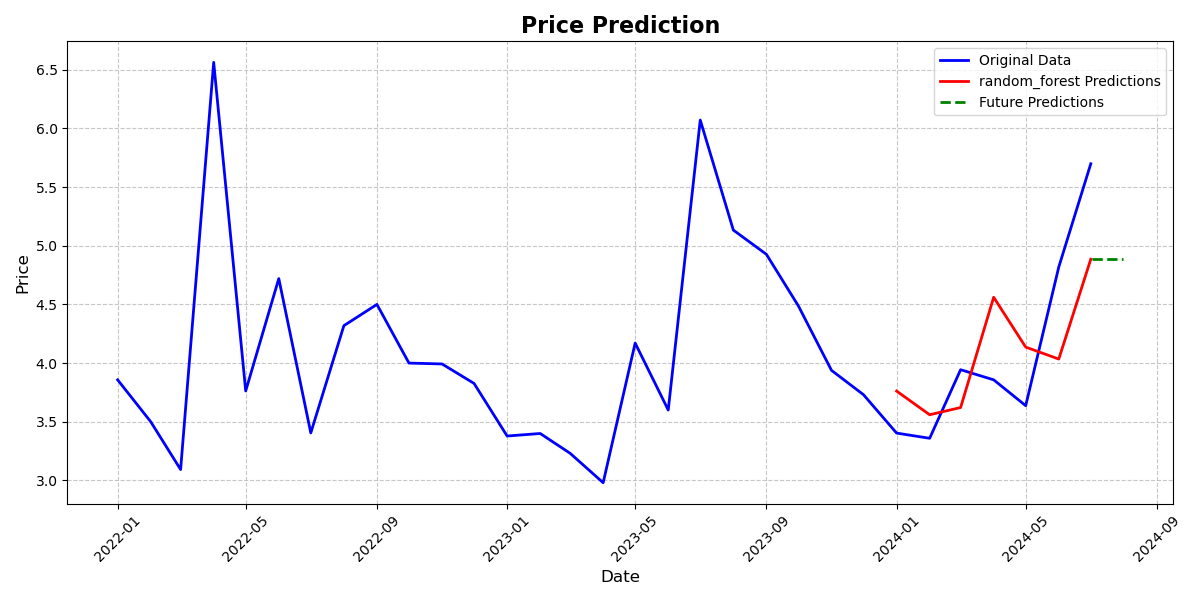 Price Prediction
Original Data
random_forest Predictions
Future Predictions
Price
6.5
6.0
5.5
5.0
4.5
4.0
3.5
3.0
2022-01
2022-05
2022-09
2023-01
2023-05
2023-09
2024-01
2024-05
2024-09
Date